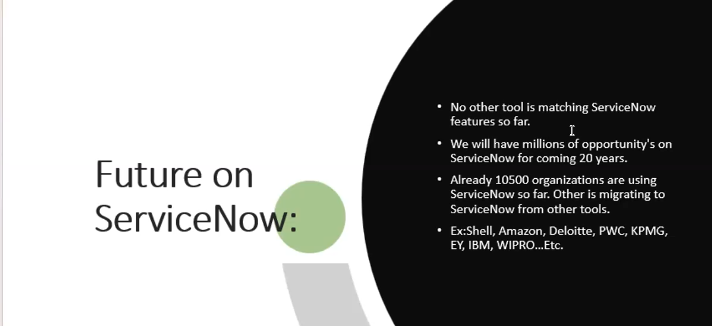 Future on
ServiceNow:
• No other tool is matching ServiceNow
features so far.
• We will have millions of opportunity's on
ServiceNow for coming 20 years.
• Already 10500 organizations are using
ServiceNow so far. Other is migrating to
ServiceNow from other tools.
• Ex:Shell, Amazon, Deloitte, PWC, KPMG,
EY, IBM, WIPRO...Etc.